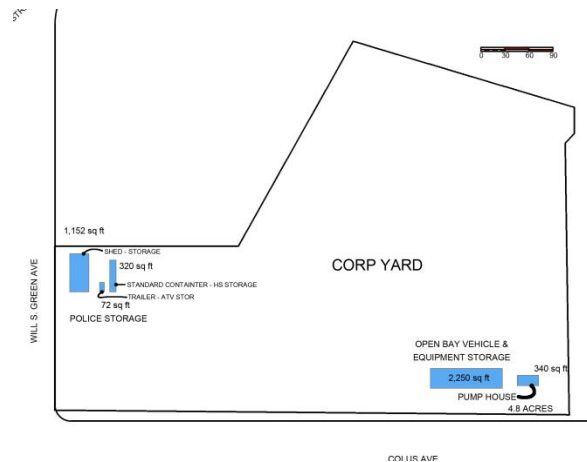 STR
0 30 60 90
1,152 sq ft
SHED - STORAGE
320 sq ft
STANDARD CONTAINTER - HS STORAGE
TRAILER - ATV STOR
72 sq ft
POLICE STORAGE
WILL S. GREEN AVE
CORP YARD
OPEN BAY VEHICLE &
EQUIPMENT STORAGE
2,250 sq ft
340 sq ft
PUMP HOUSE
4.8 ACRES
COLUS AVE